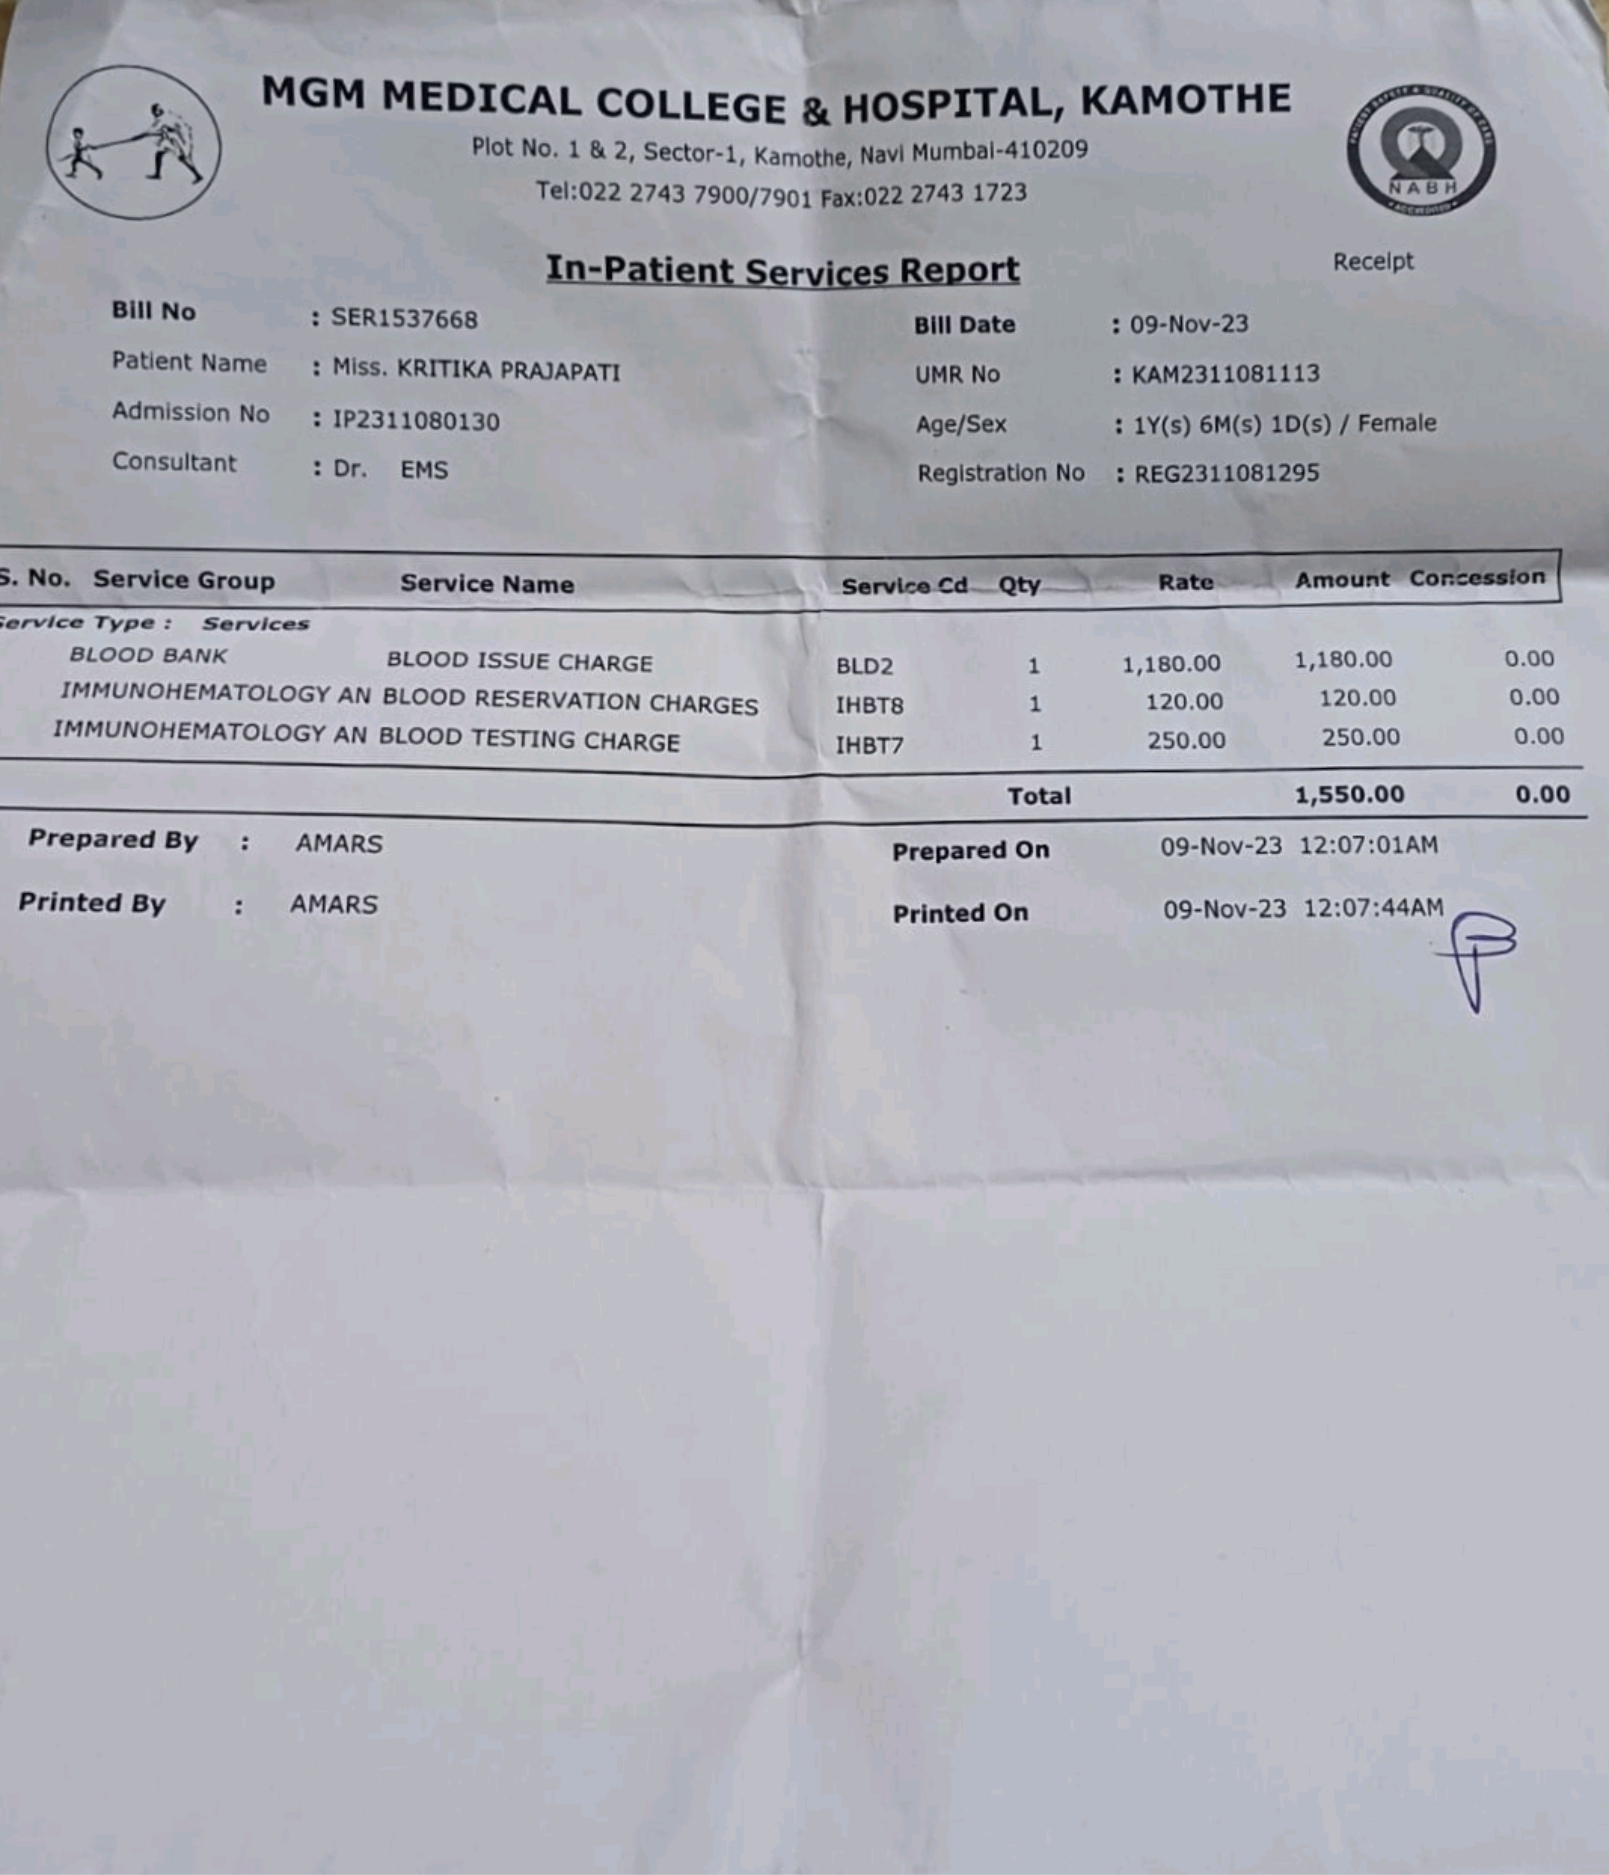 MGM MEDICAL COLLEGE & HOSPITAL, KAMOTHE
Plot No. 1 & 2, Sector-1, Kamothe, Navi Mumbai-410209
Tel:022 2743 7900/7901 Fax:022 2743 1723
NABH
In-Patient Services Report
Receipt
Bill No : SER1537668 Bill Date : 09-Nov-23
Patient Name : Miss. KRITIKA PRAJAPATI UMR No : KAM2311081113
Admission No : IP2311080130 Age/Sex : 1Y(s) 6M(s) 1D(s) / Female
Consultant : Dr. EMS Registration No : REG2311081295
S. No. Service Group Service Name Service Cd Qty Rate Amount Concession
Service Type : Services
BLOOD BANK BLOOD ISSUE CHARGE BLD2 1 1,180.00 1,180.00 0.00
IMMUNOHEMATOLOGY AN BLOOD RESERVATION CHARGES IHBT8 1 120.00 120.00 0.00
IMMUNOHEMATOLOGY AN BLOOD TESTING CHARGE IHBT7 1 250.00 250.00 0.00
Total 1,550.00 0.00
Prepared By : AMARS Prepared On 09-Nov-23 12:07:01AM
Printed By : AMARS Printed On 09-Nov-23 12:07:44AM